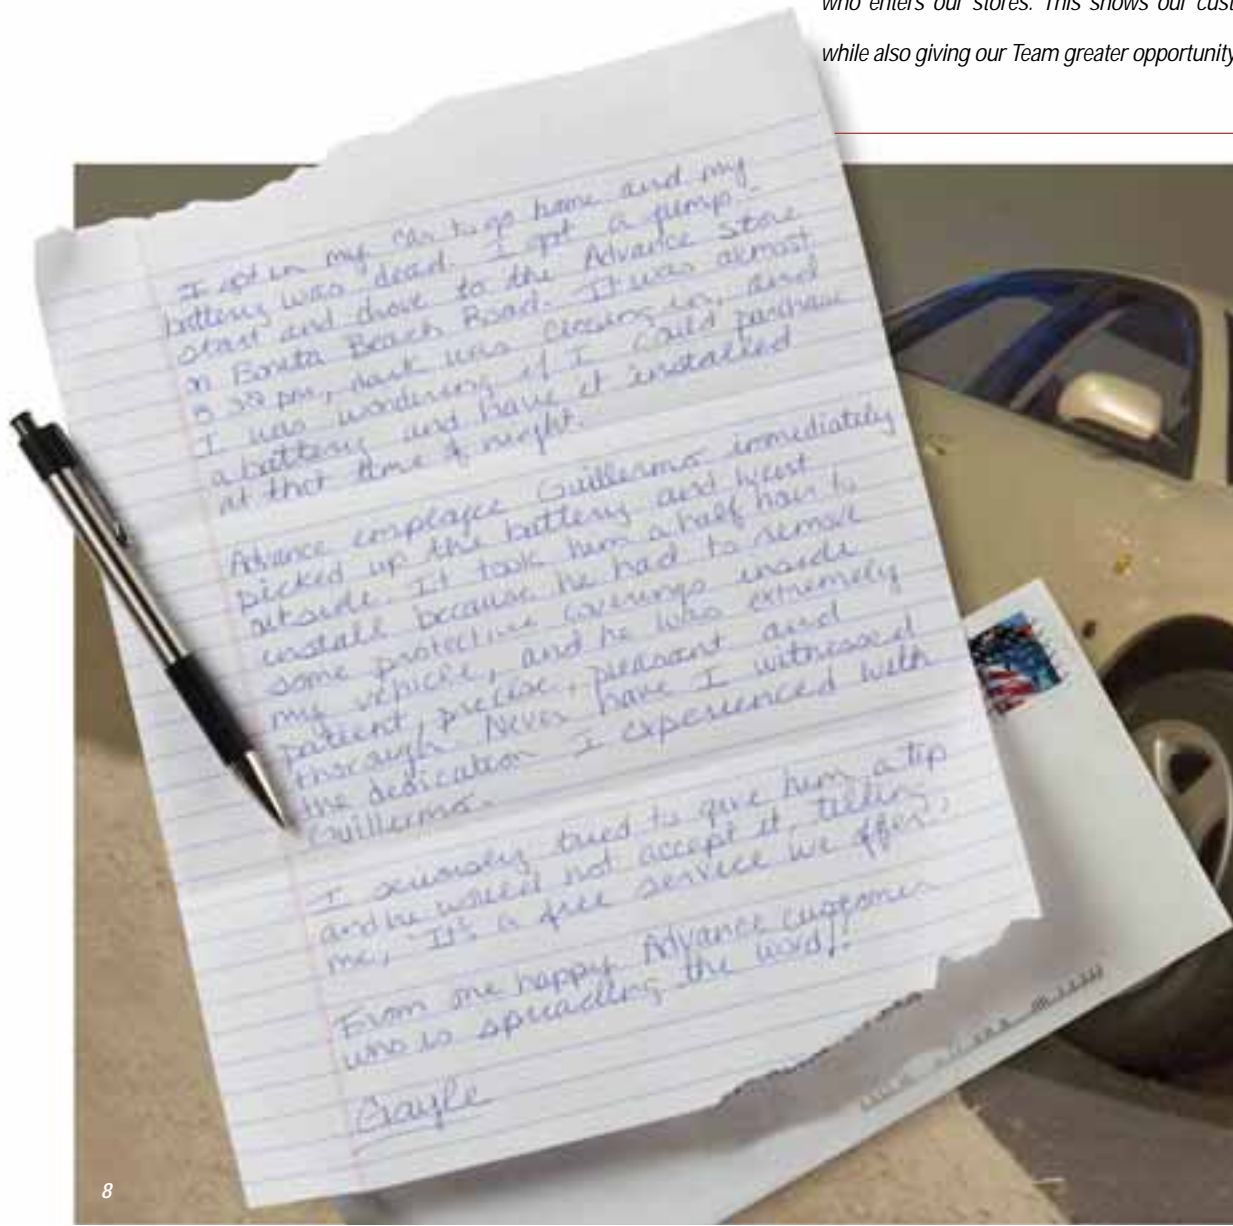 who enters our stores. This shows our cust
while also giving our Team greater opportunity
I got in my car to go home and my
battery was dead. I got a jump-
start and drove to the Advance store
on Bonita Beach Road. It was almost
8:30 pm, dark was closing in, and
I was wondering if I could purchase
a battery and have it installed
at that time of night.
Advance employee Guillermo immediately
picked up the battery and went
outside. It took him a half hour to
install because he had to remove
some protective coverings inside
my vehicle, and he was extremely
patient, precise, pleasant and
thorough. Never have I witnessed
the dedication I experienced with
Guillermo.
I seriously tried to give him a tip
and he would not accept it, telling
me, "It's a free service we offer."
From one happy Advance customer
who is spreading the word!!
Gayle
8